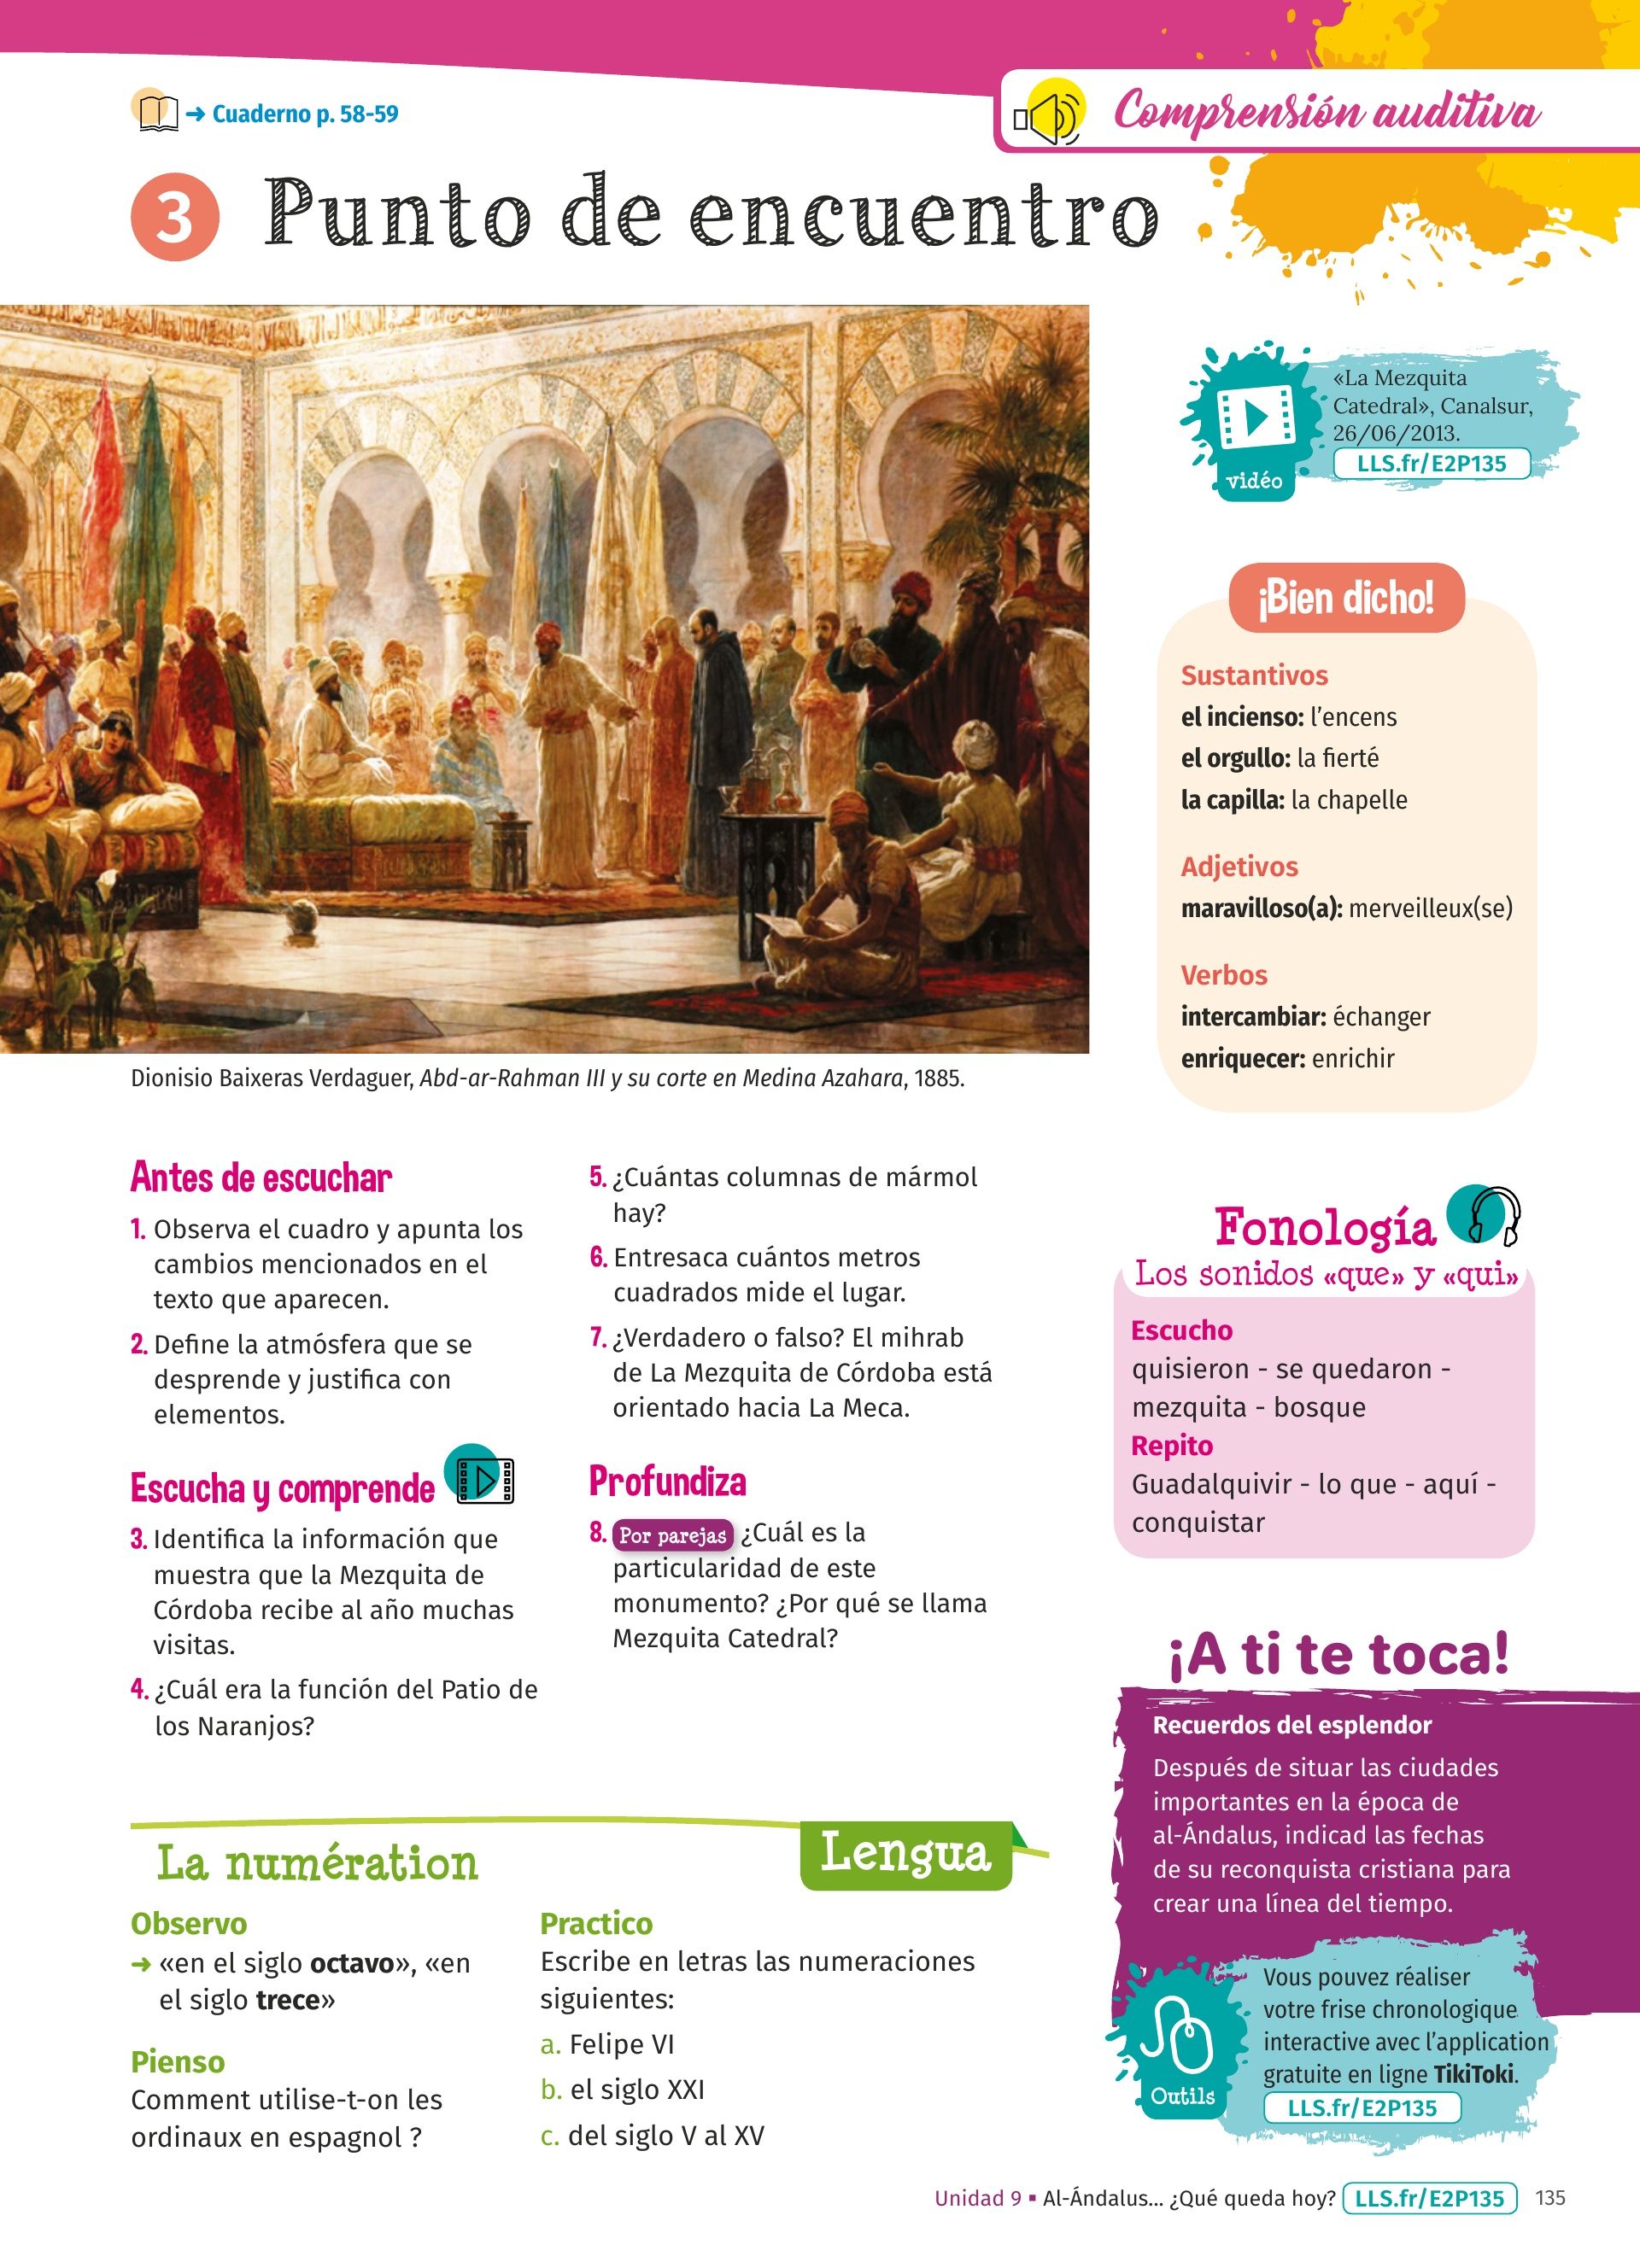 ➜ Cuaderno p. 58-59
Comprensión auditiva
3 Punto de encuentro
«La Mezquita
Catedral», Canalsur,
26/06/2013.
LLS.fr/E2P135
vidéo
¡Bien dicho!
Sustantivos
el incienso: l'encens
el orgullo: la fierté
la capilla: la chapelle
Adjetivos
maravilloso(a): merveilleux(se)
Verbos
intercambiar: échanger
enriquecer: enrichir
Dionisio Baixeras Verdaguer, Abd-ar-Rahman III y su corte en Medina Azahara, 1885.
Antes de escuchar
1. Observa el cuadro y apunta los
cambios mencionados en el
texto que aparecen.
2. Define la atmósfera que se
desprende y justifica con
elementos.
Escucha y comprende
3. Identifica la información que
muestra que la Mezquita de
Córdoba recibe al año muchas
visitas.
4. ¿Cuál era la función del Patio de
los Naranjos?
5. ¿Cuántas columnas de mármol
hay?
6. Entresaca cuántos metros
cuadrados mide el lugar.
7. ¿Verdadero o falso? El mihrab
de La Mezquita de Córdoba está
orientado hacia La Meca.
Profundiza
8. Por parejas ¿Cuál es la
particularidad de este
monumento? ¿Por qué se llama
Mezquita Catedral?
Fonología
Los sonidos «que» y «qui»
Escucho
quisieron - se quedaron -
mezquita - bosque
Repito
Guadalquivir - lo que - aquí -
conquistar
¡A ti te toca!
Recuerdos del esplendor
Después de situar las ciudades
importantes en la época de
al-Ándalus, indicad las fechas
de su reconquista cristiana para
crear una línea del tiempo.
Outils
Vous pouvez réaliser
votre frise chronologique
interactive avec l'application
gratuite en ligne TikiToki.
LLS.fr/E2P135
Lengua
La numération
Observo
➜ «en el siglo octavo», «en
el siglo trece»
Pienso
Comment utilise-t-on les
ordinaux en espagnol ?
Practico
Escribe en letras las numeraciones
siguientes:
a. Felipe VI
b. el siglo XXI
c. del siglo V al XV
Unidad 9 ▪ Al-Ándalus... ¿Qué queda hoy? LLS.fr/E2P135 135